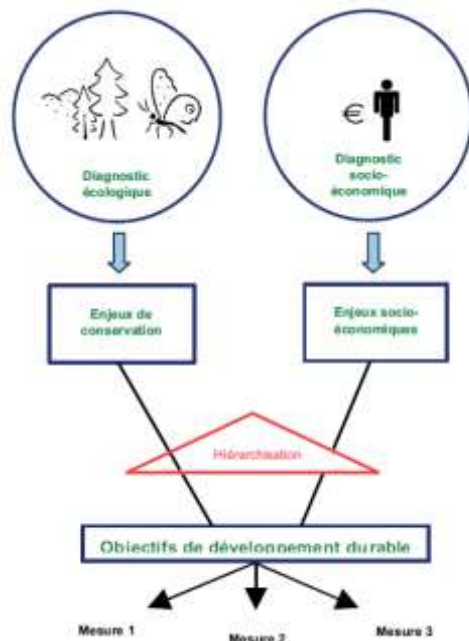 Diagnostic
écologique
€
Diagnostic
socio-
économique
Enjeux de
conservation
Enjeux socio-
économiques
Hiérarchisation
Obiectifs de développement durable
Mesure 1
Mesure 2
Mesure 3